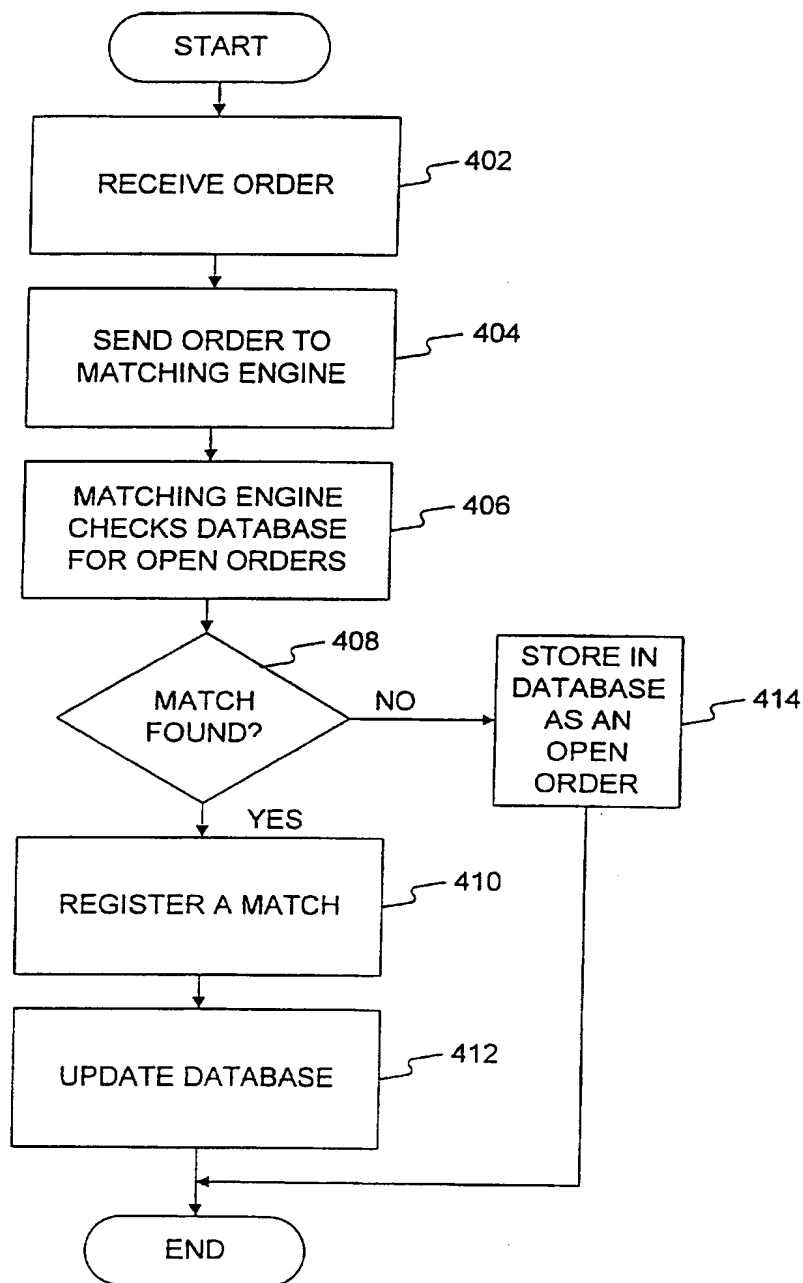 START
RECEIVE ORDER
402
SEND ORDER TO
MATCHING ENGINE
404
MATCHING ENGINE
CHECKS DATABASE
FOR OPEN ORDERS
406
408
MATCH
FOUND?
NO
STORE IN
DATABASE
AS AN
OPEN
ORDER
414
YES
REGISTER A MATCH
410
UPDATE DATABASE
412
END